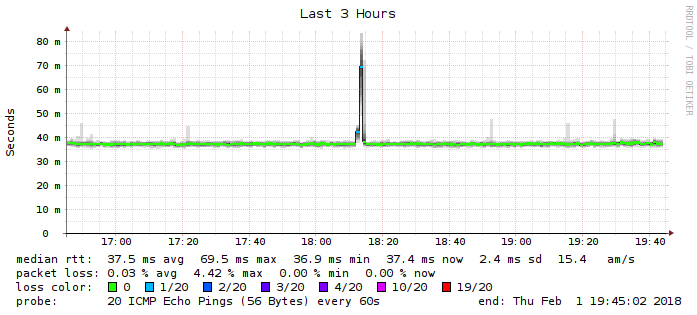 Last 3 Hours
RRDTOOL / TOBI OETIKER
Seconds
80 m
70 m
60 m
50 m
40 m
30 m
20 m
10 m
0
17:00 17:20 17:40 18:00 18:20 18:40 19:00 19:20 19:40
median rtt: 37.5 ms avg 69.5 ms max 36.9 ms min 37.4 ms now 2.4 ms sd 15.4 am/s
packet loss: 0.03 % avg 4.42 % max 0.00 % min 0.00 % now
loss color: 0 1/20 2/20 3/20 4/20 10/20 19/20
probe: 20 ICMP Echo Pings (56 Bytes) every 60s end: Thu Feb 1 19:45:02 2018